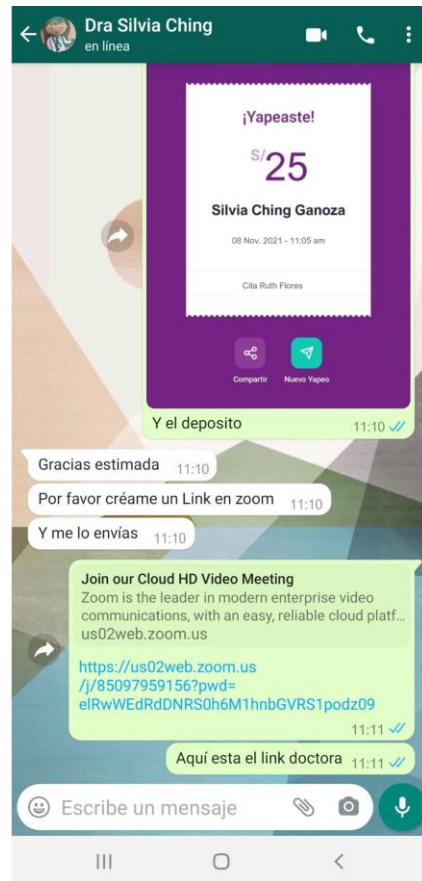 Dra Silvia Ching
en línea
¡Yapeaste!
S/25
Silvia Ching Ganoza
08 Nov. 2021 - 11:05 am
Cita Ruth Flores
Compartir Nuevo Yapeo
Y el deposito 11:10
Gracias estimada 11:10
Por favor créame un Link en zoom 11:10
Y me lo envías 11:10
Join our Cloud HD Video Meeting
Zoom is the leader in modern enterprise video
communications, with an easy, reliable cloud platf...
us02web.zoom.us
https://us02web.zoom.us
/j/85097959156?pwd=
elRwWEdRdDNRS0h6M1hnbGVRS1podz09
11:11
Aquí esta el link doctora 11:11
Escribe un mensaje